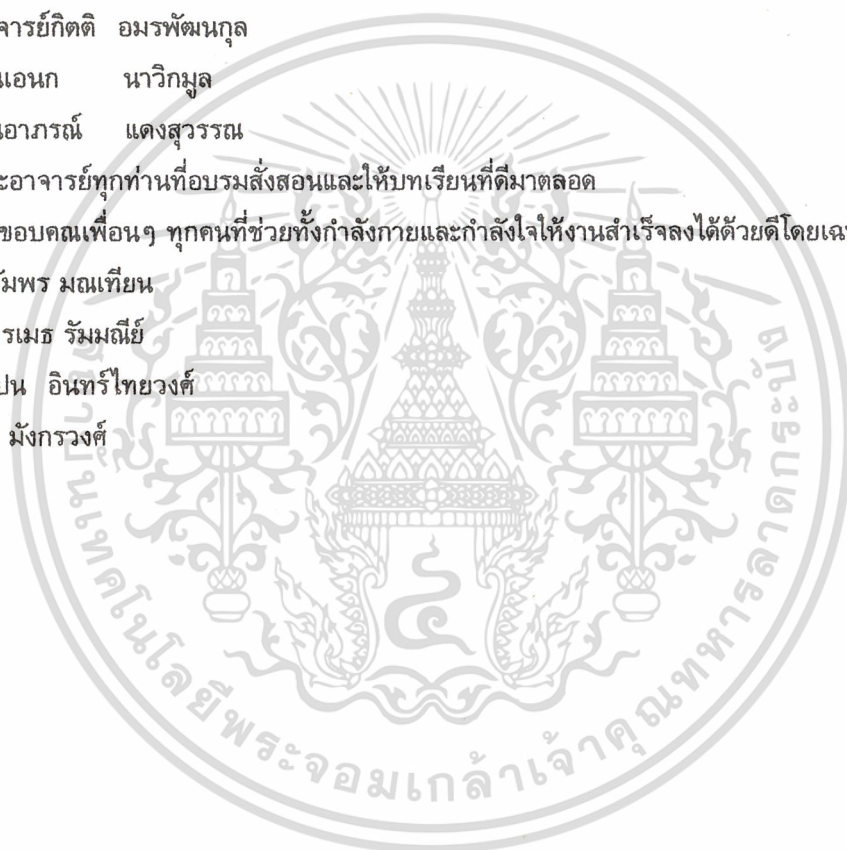 จารย์กิตติ อมรพัฒนกุล
นเอนก นาวิกมูล
นอาภรณ์ แดงสุวรรณ
ะอาจารย์ทุกท่านที่อบรมสั่งสอนและให้บทเรียนที่ดีมาตลอด
ขอบคุณเพื่อนๆ ทุกคนที่ช่วยทั้งกำลังกายและกำลังใจให้งานสำเร็จลงได้ด้วยดีโดยเฉพ
ัมพร มณเทียน
รเมธ รัมมณีย์
ปน อินทร์ไทยวงศ์
มังกรวงศ์
สถาบันเทคโนโลยีพระจอมเกล้าเจ้าคุณทหารลาดกระบัง
๔